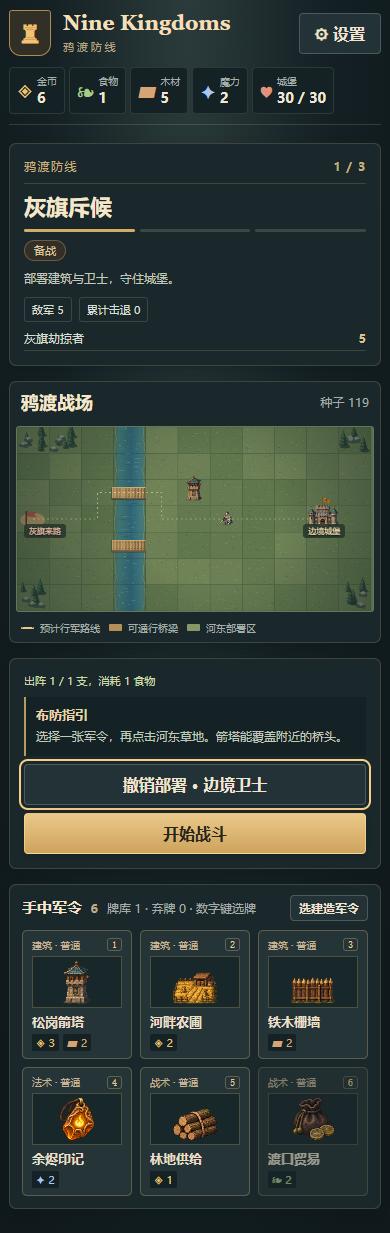 Nine Kingdoms
鸦渡防线
设置
金币 6
食物 1
木材 5
魔力 2
城堡 30 / 30
鸦渡防线 1 / 3
灰旗斥候
备战
部署建筑与卫士，守住城堡。
敌军 5 累计击退 0
灰旗劫掠者 5
鸦渡战场 种子 119
灰旗来路
边境城堡
预计行军路线 可通行桥梁 河东部署区
出阵 1 / 1 支，消耗 1 食物
布防指引
选择一张军令，再点击河东草地。箭塔能覆盖附近的桥头。
撤销部署 • 边境卫士
开始战斗
手中军令 6 牌库 1 · 弃牌 0 · 数字键选牌 选建造军令
建筑 · 普通 1
松岗箭塔
3 2
建筑 · 普通 2
河畔农圃
2
建筑 · 普通 3
铁木栅墙
2
法术 · 普通 4
余烬印记
2
战术 · 普通 5
林地供给
1
战术 · 普通 6
渡口贸易
2